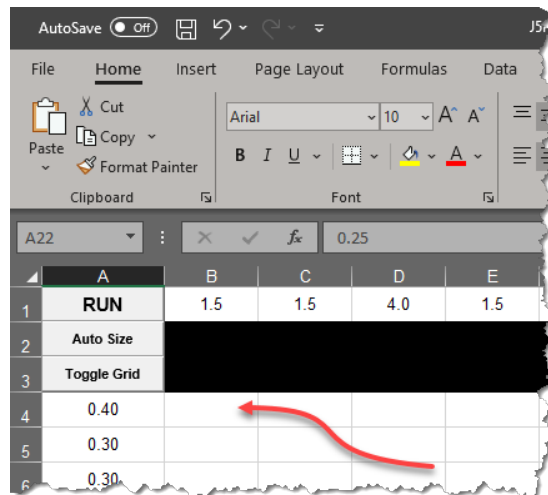 AutoSave Off J5A
File Home Insert Page Layout Formulas Data
Cut
Copy
Format Painter
Paste
Clipboard
Arial 10 A A
B I U A
Font
A22 fx 0.25
A B C D E
1 RUN 1.5 1.5 4.0 1.5
2 Auto Size
3 Toggle Grid
4 0.40
5 0.30
6 0.30